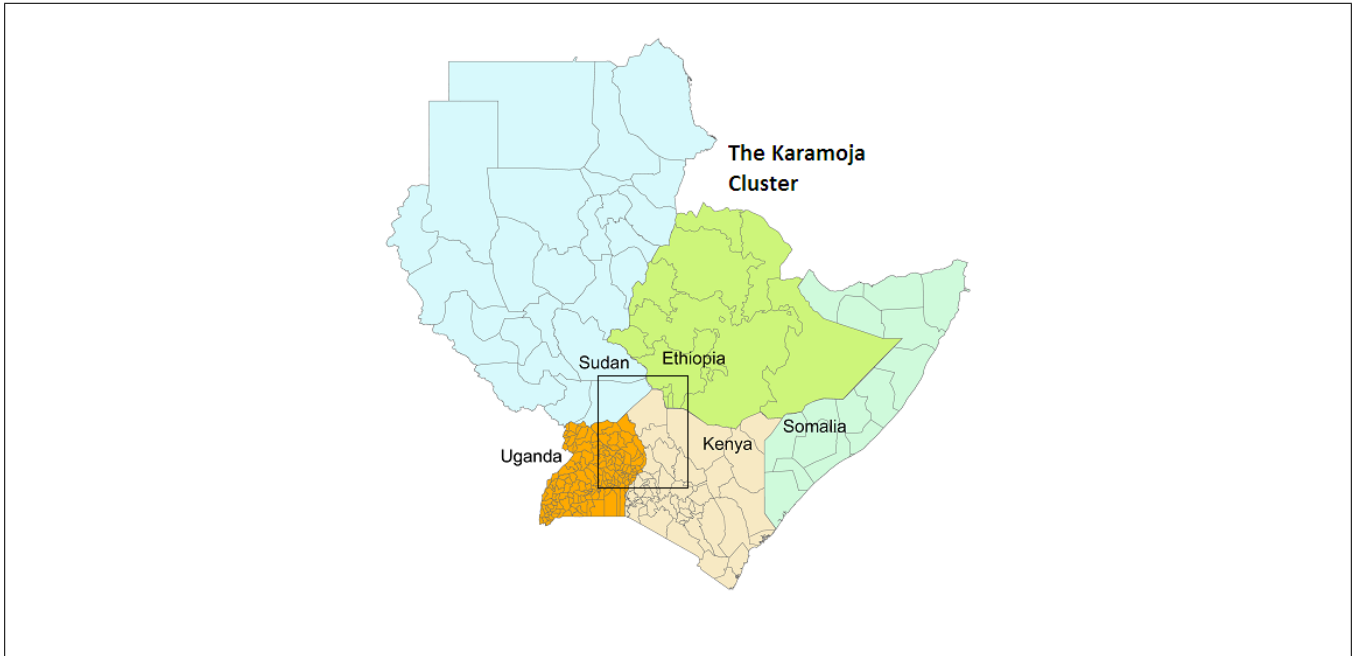 The Karamoja
Cluster
Sudan
Ethiopia
Somalia
Kenya
Uganda